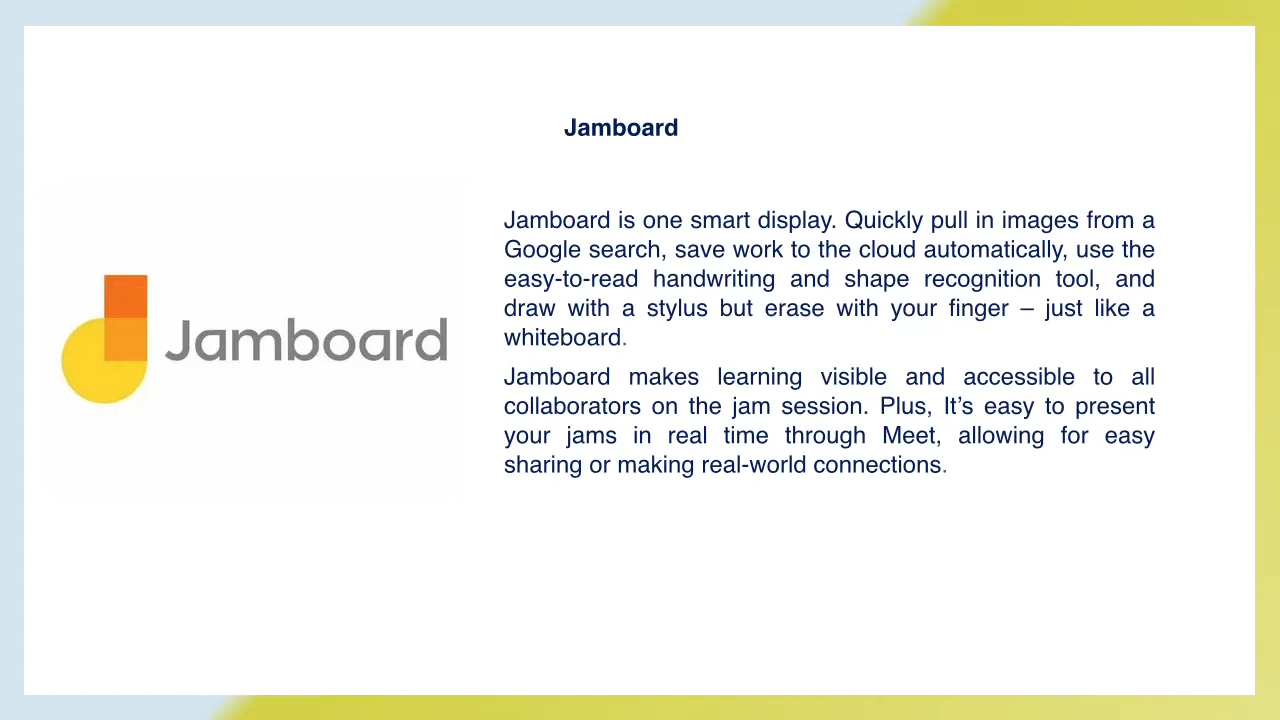 Jamboard
Jamboard
Jamboard is one smart display. Quickly pull in images from a
Google search, save work to the cloud automatically, use the
easy-to-read handwriting and shape recognition tool, and
draw with a stylus but erase with your finger – just like a
whiteboard.
Jamboard makes learning visible and accessible to all
collaborators on the jam session. Plus, It’s easy to present
your jams in real time through Meet, allowing for easy
sharing or making real-world connections.